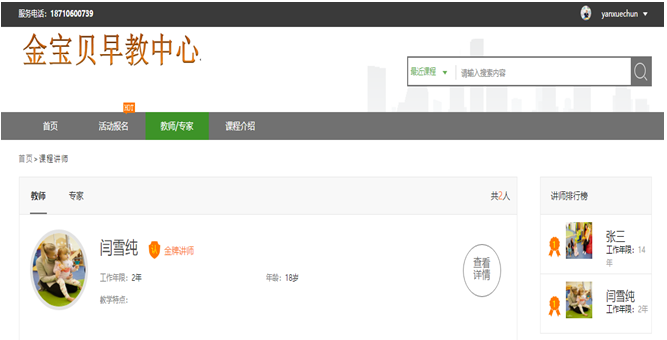 服务电话：18710600739
yanxuechun
金宝贝早教中心
最近课程
请输入搜索内容
HOT
首页
活动报名
教师/专家
课程介绍
首页»课程讲师
教师
专家
共2人
闫雪纯
金牌讲师
工作年限：2年
年龄：18岁
教学特点：
查看
详情
讲师排行榜
1
张三
工作年限：14
年
1
闫雪纯
工作年限：2年